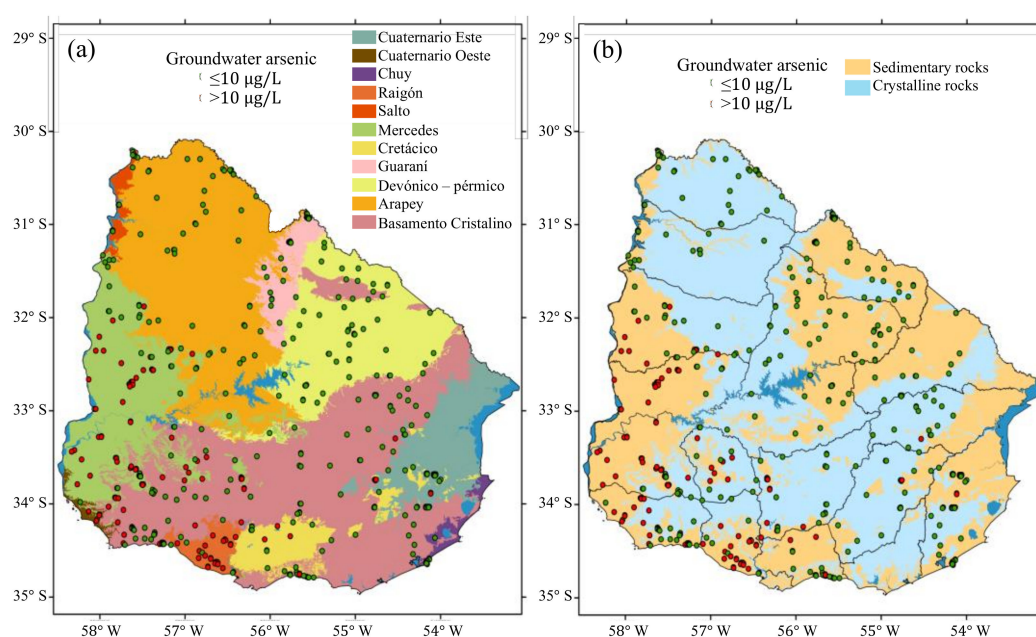 (a)
Groundwater arsenic
≤10 µg/L
>10 µg/L
Cuaternario Este
Cuaternario Oeste
Chuy
Raigón
Salto
Mercedes
Cretácico
Guaraní
Devónico – pérmico
Arapey
Basamento Cristalino
29° S
30° S
31° S
32° S
33° S
34° S
35° S
58° W
57° W
56° W
55° W
54° W
(b)
Groundwater arsenic
≤10 µg/L
>10 µg/L
Sedimentary rocks
Crystalline rocks
29° S
30° S
31° S
32° S
33° S
34° S
35° S
58° W
57° W
56° W
55° W
54° W